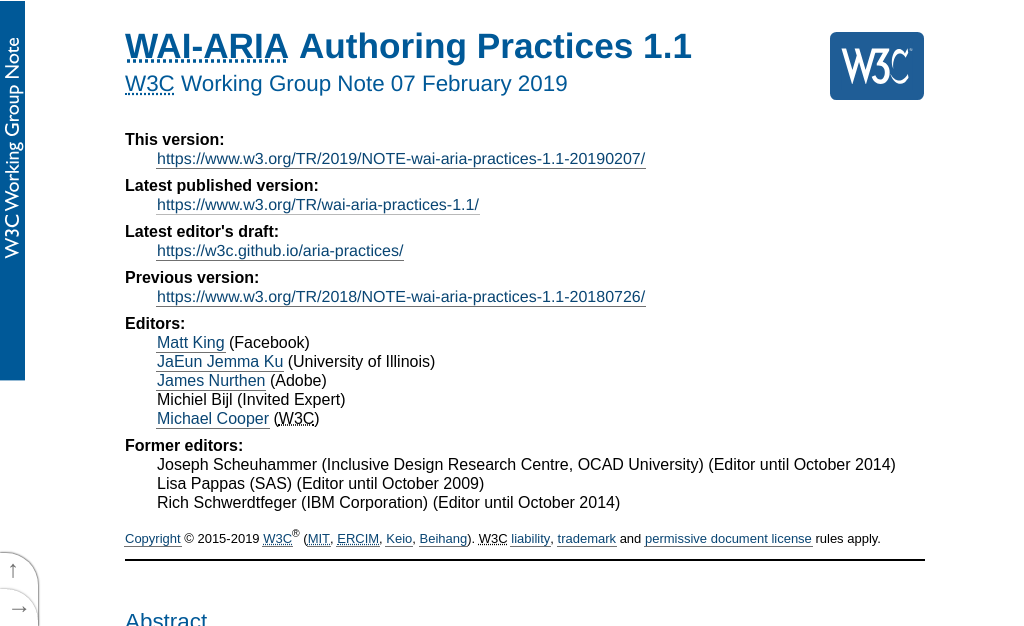 WAI-ARIA Authoring Practices 1.1
W3C
W3C Working Group Note 07 February 2019
W3C Working Group Note
This version:
https://www.w3.org/TR/2019/NOTE-wai-aria-practices-1.1-20190207/
Latest published version:
https://www.w3.org/TR/wai-aria-practices-1.1/
Latest editor's draft:
https://w3c.github.io/aria-practices/
Previous version:
https://www.w3.org/TR/2018/NOTE-wai-aria-practices-1.1-20180726/
Editors:
Matt King (Facebook)
JaEun Jemma Ku (University of Illinois)
James Nurthen (Adobe)
Michiel Bijl (Invited Expert)
Michael Cooper (W3C)
Former editors:
Joseph Scheuhammer (Inclusive Design Research Centre, OCAD University) (Editor until October 2014)
Lisa Pappas (SAS) (Editor until October 2009)
Rich Schwerdtfeger (IBM Corporation) (Editor until October 2014)
Copyright © 2015-2019 W3C® (MIT, ERCIM, Keio, Beihang). W3C liability, trademark and permissive document license rules apply.
↑
→
Abstract